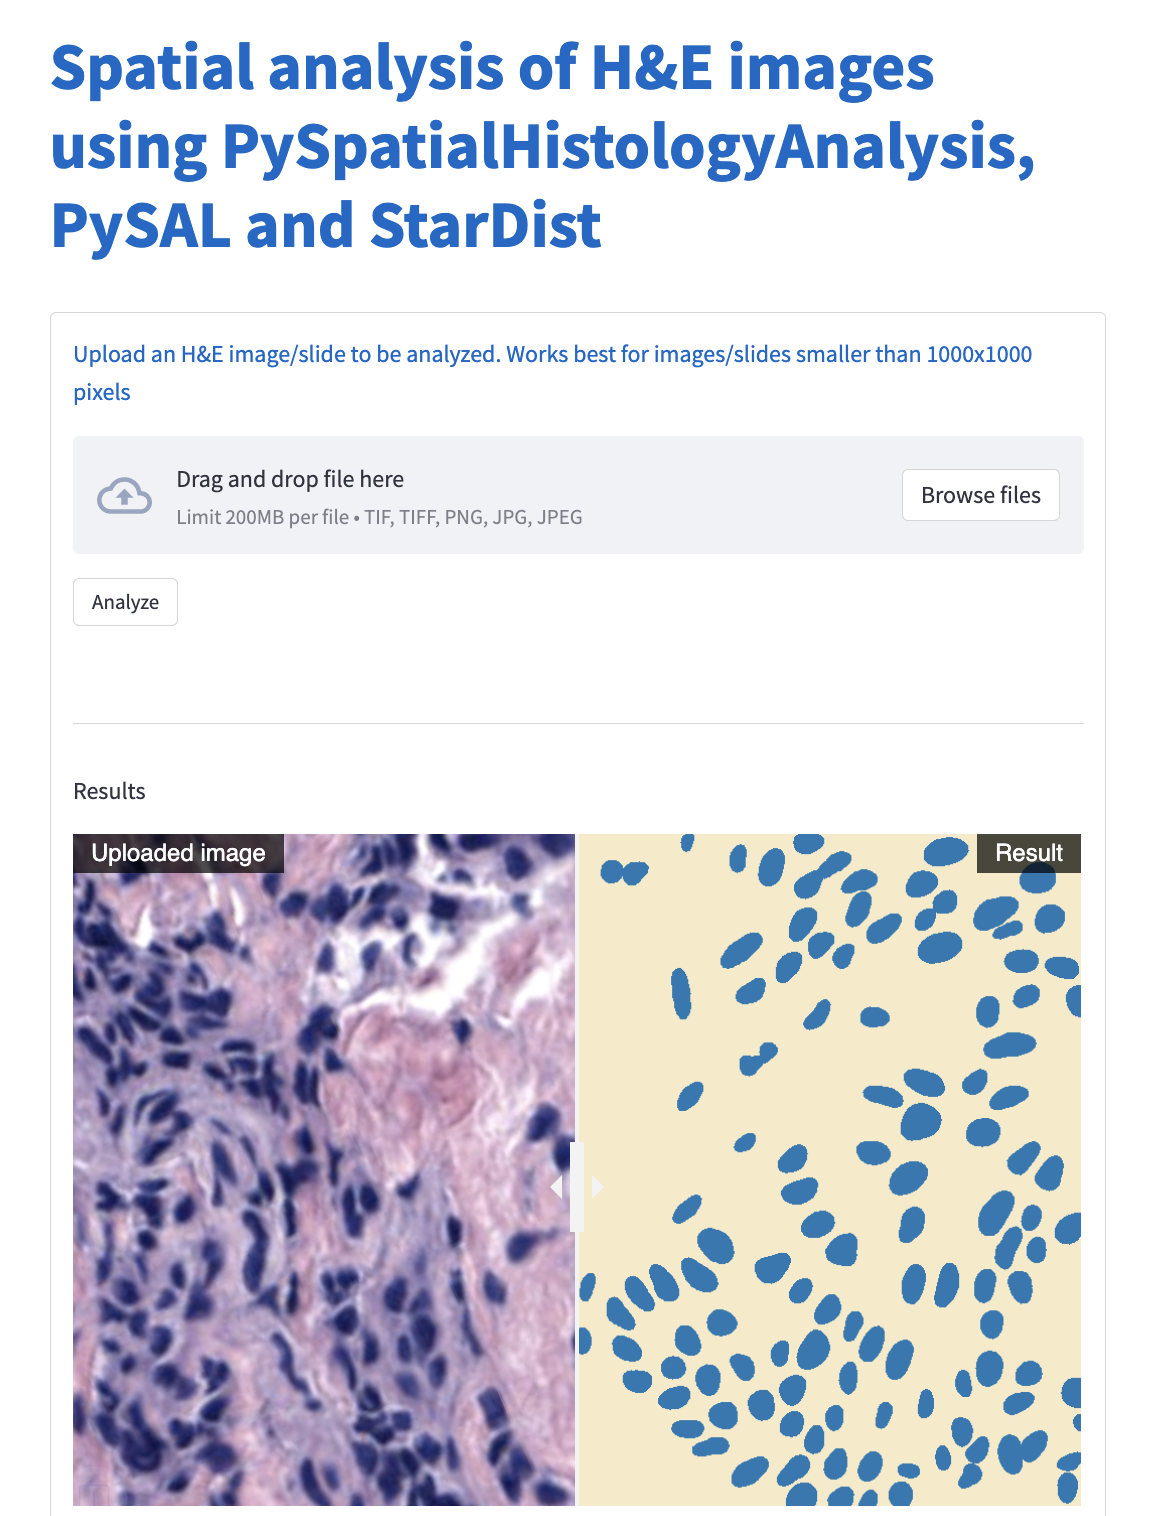 Spatial analysis of H&E images
using PySpatialHistologyAnalysis,
PySAL and StarDist
Upload an H&E image/slide to be analyzed. Works best for images/slides smaller than 1000x1000
pixels
Drag and drop file here
Limit 200MB per file • TIF, TIFF, PNG, JPG, JPEG
Browse files
Analyze
Results
Uploaded image
Result